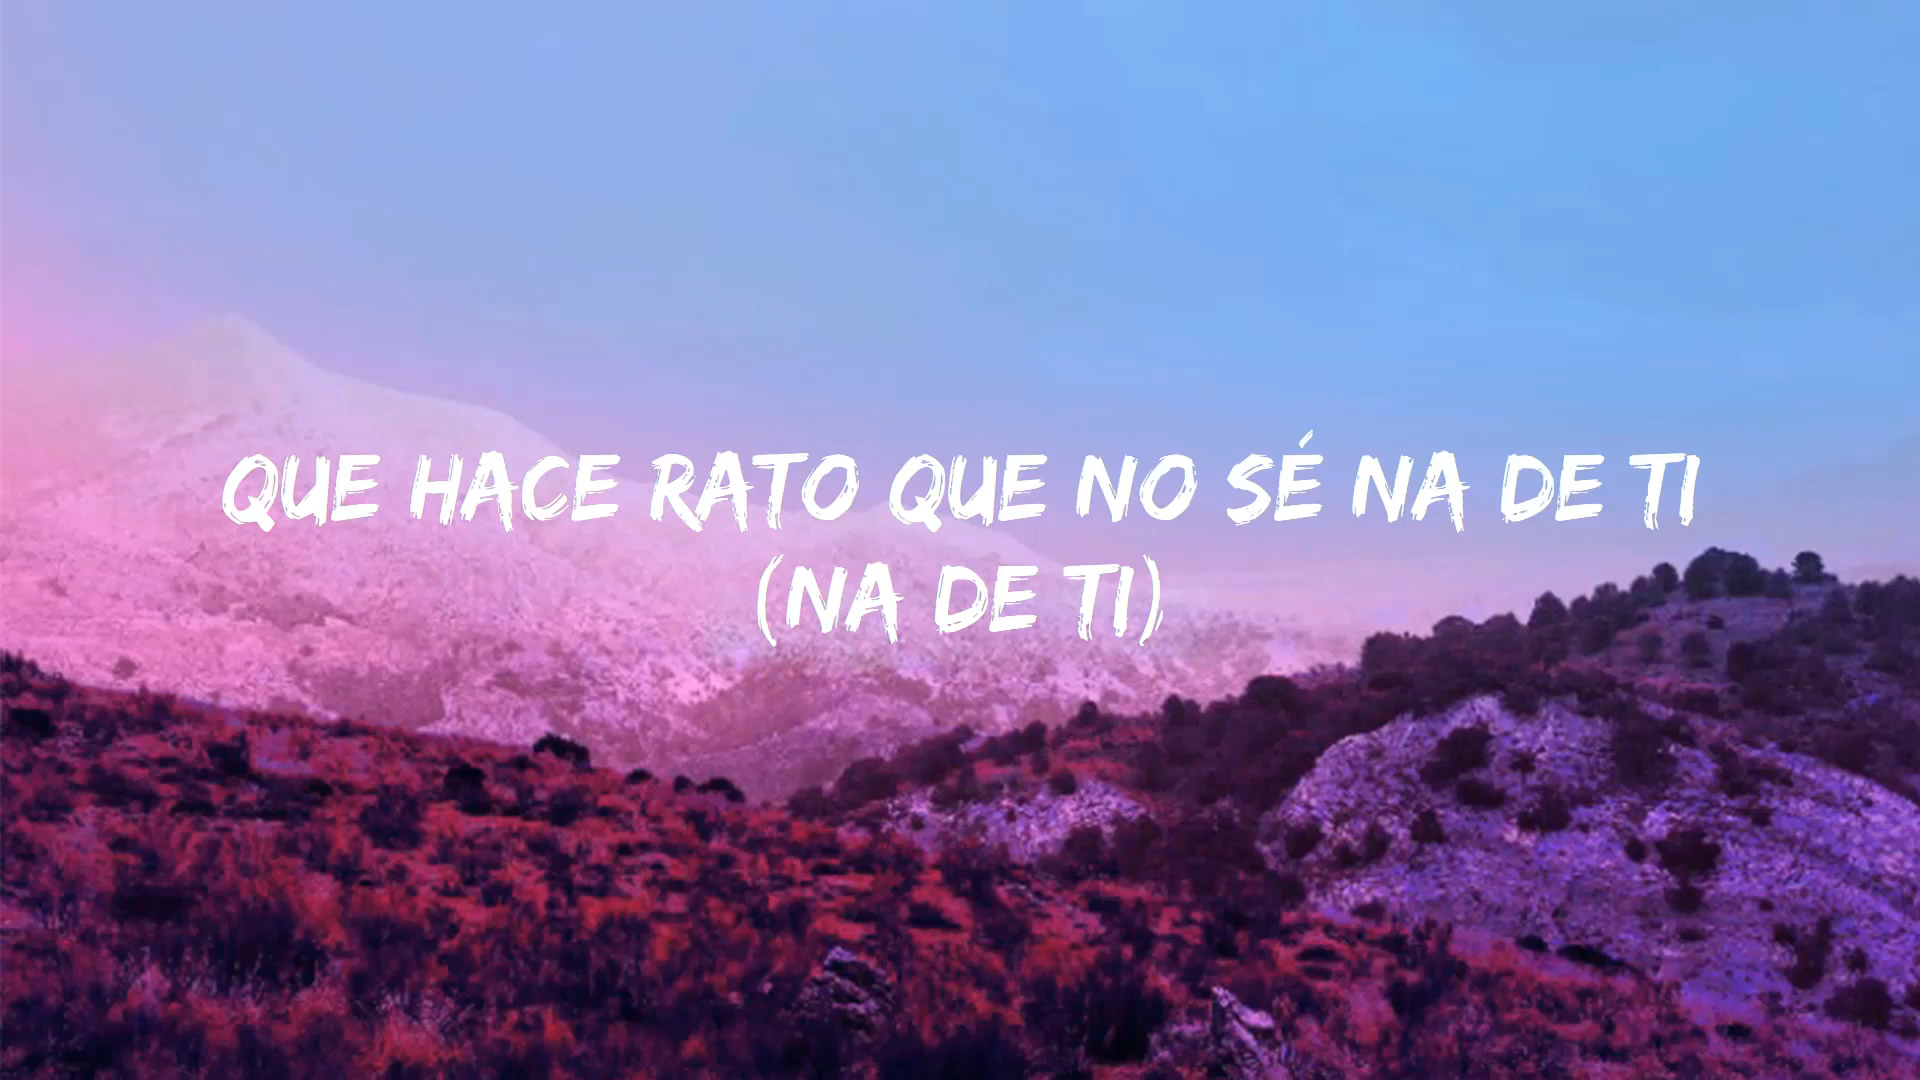 QUE HACE RATO QUE NO SÉ NA DE TI
(NA DE TI)